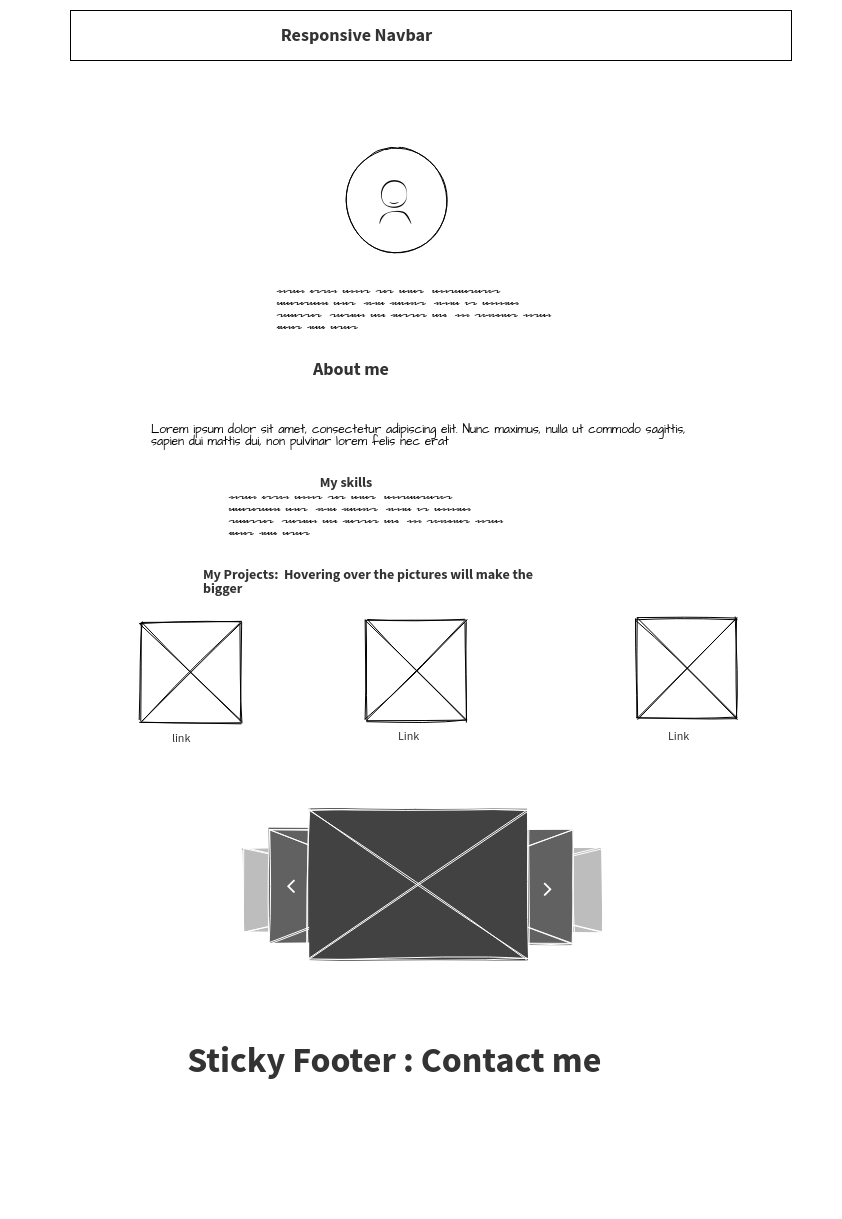 Responsive Navbar
About me
Lorem ipsum dolor sit amet, consectetur adipiscing elit. Nunc maximus, nulla ut commodo sagittis,
sapien dui mattis dui, non pulvinar lorem felis nec erat
My skills
My Projects:  Hovering over the pictures will make the
bigger
link
Link
Link
Sticky Footer : Contact me